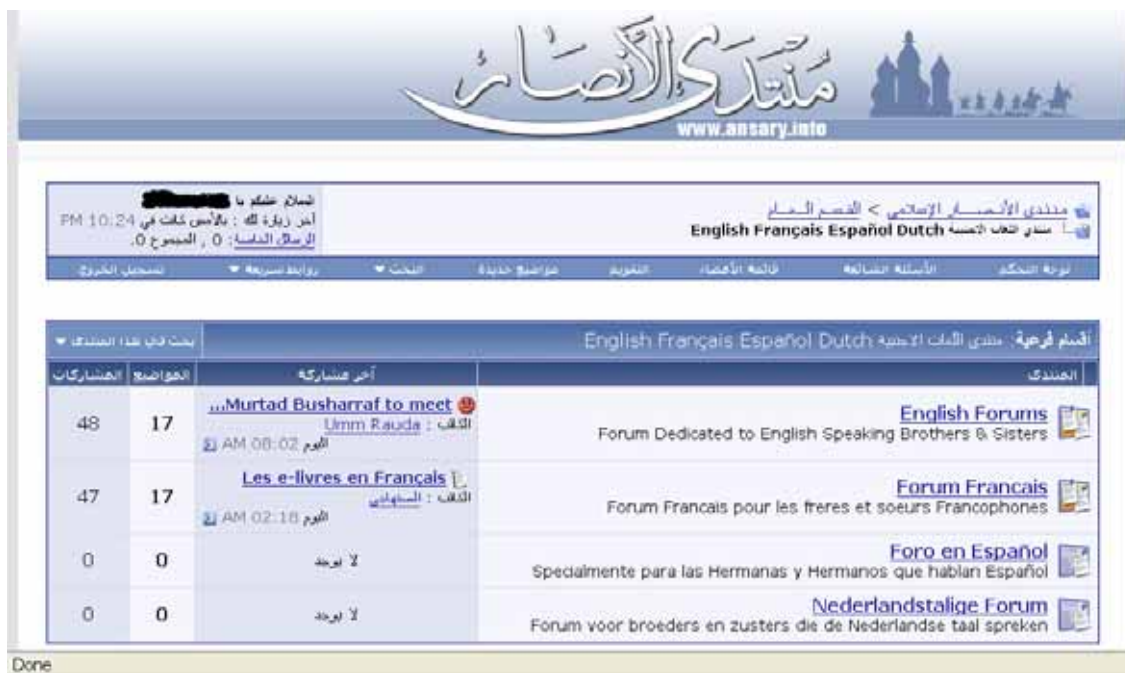 منتدى الأنصار
www.ansary.info
السلام عليكم يا
آخر زيارة لك : بالأمس كانت في 10:24 PM
الرسائل الخاصة: 0 , المجموع 0.
منتدى الأنصار الإسلامي > القسم العام
English Français Español Dutch منتدى اللغات الاجنبية
لوحة التحكم الأسئلة الشائعة قائمة الأعضاء التقويم مواضيع جديدة البحث روابط سريعة تسجيل الخروج
أقسام فرعية: منتدى اللغات الاجنبية English Français Español Dutch
بحث في هذا المنتدى
المنتدى آخر مشاركة المواضيع المشاركات
English Forums
Forum Dedicated to English Speaking Brothers & Sisters
...Murtad Busharraf to meet
الكاتب : Umm Rauda
اليوم 08:02 AM
17
48
Forum Francais
Forum Francais pour les freres et soeurs Francophones
Les e-livres en Français
الكاتب :
اليوم 02:18 AM
17
47
Foro en Español
Specialmente para las Hermanas y Hermanos que hablan Español
لا يوجد
0
0
Nederlandstalige Forum
Forum voor broeders en zusters die de Nederlandse taal spreken
لا يوجد
0
0
Done